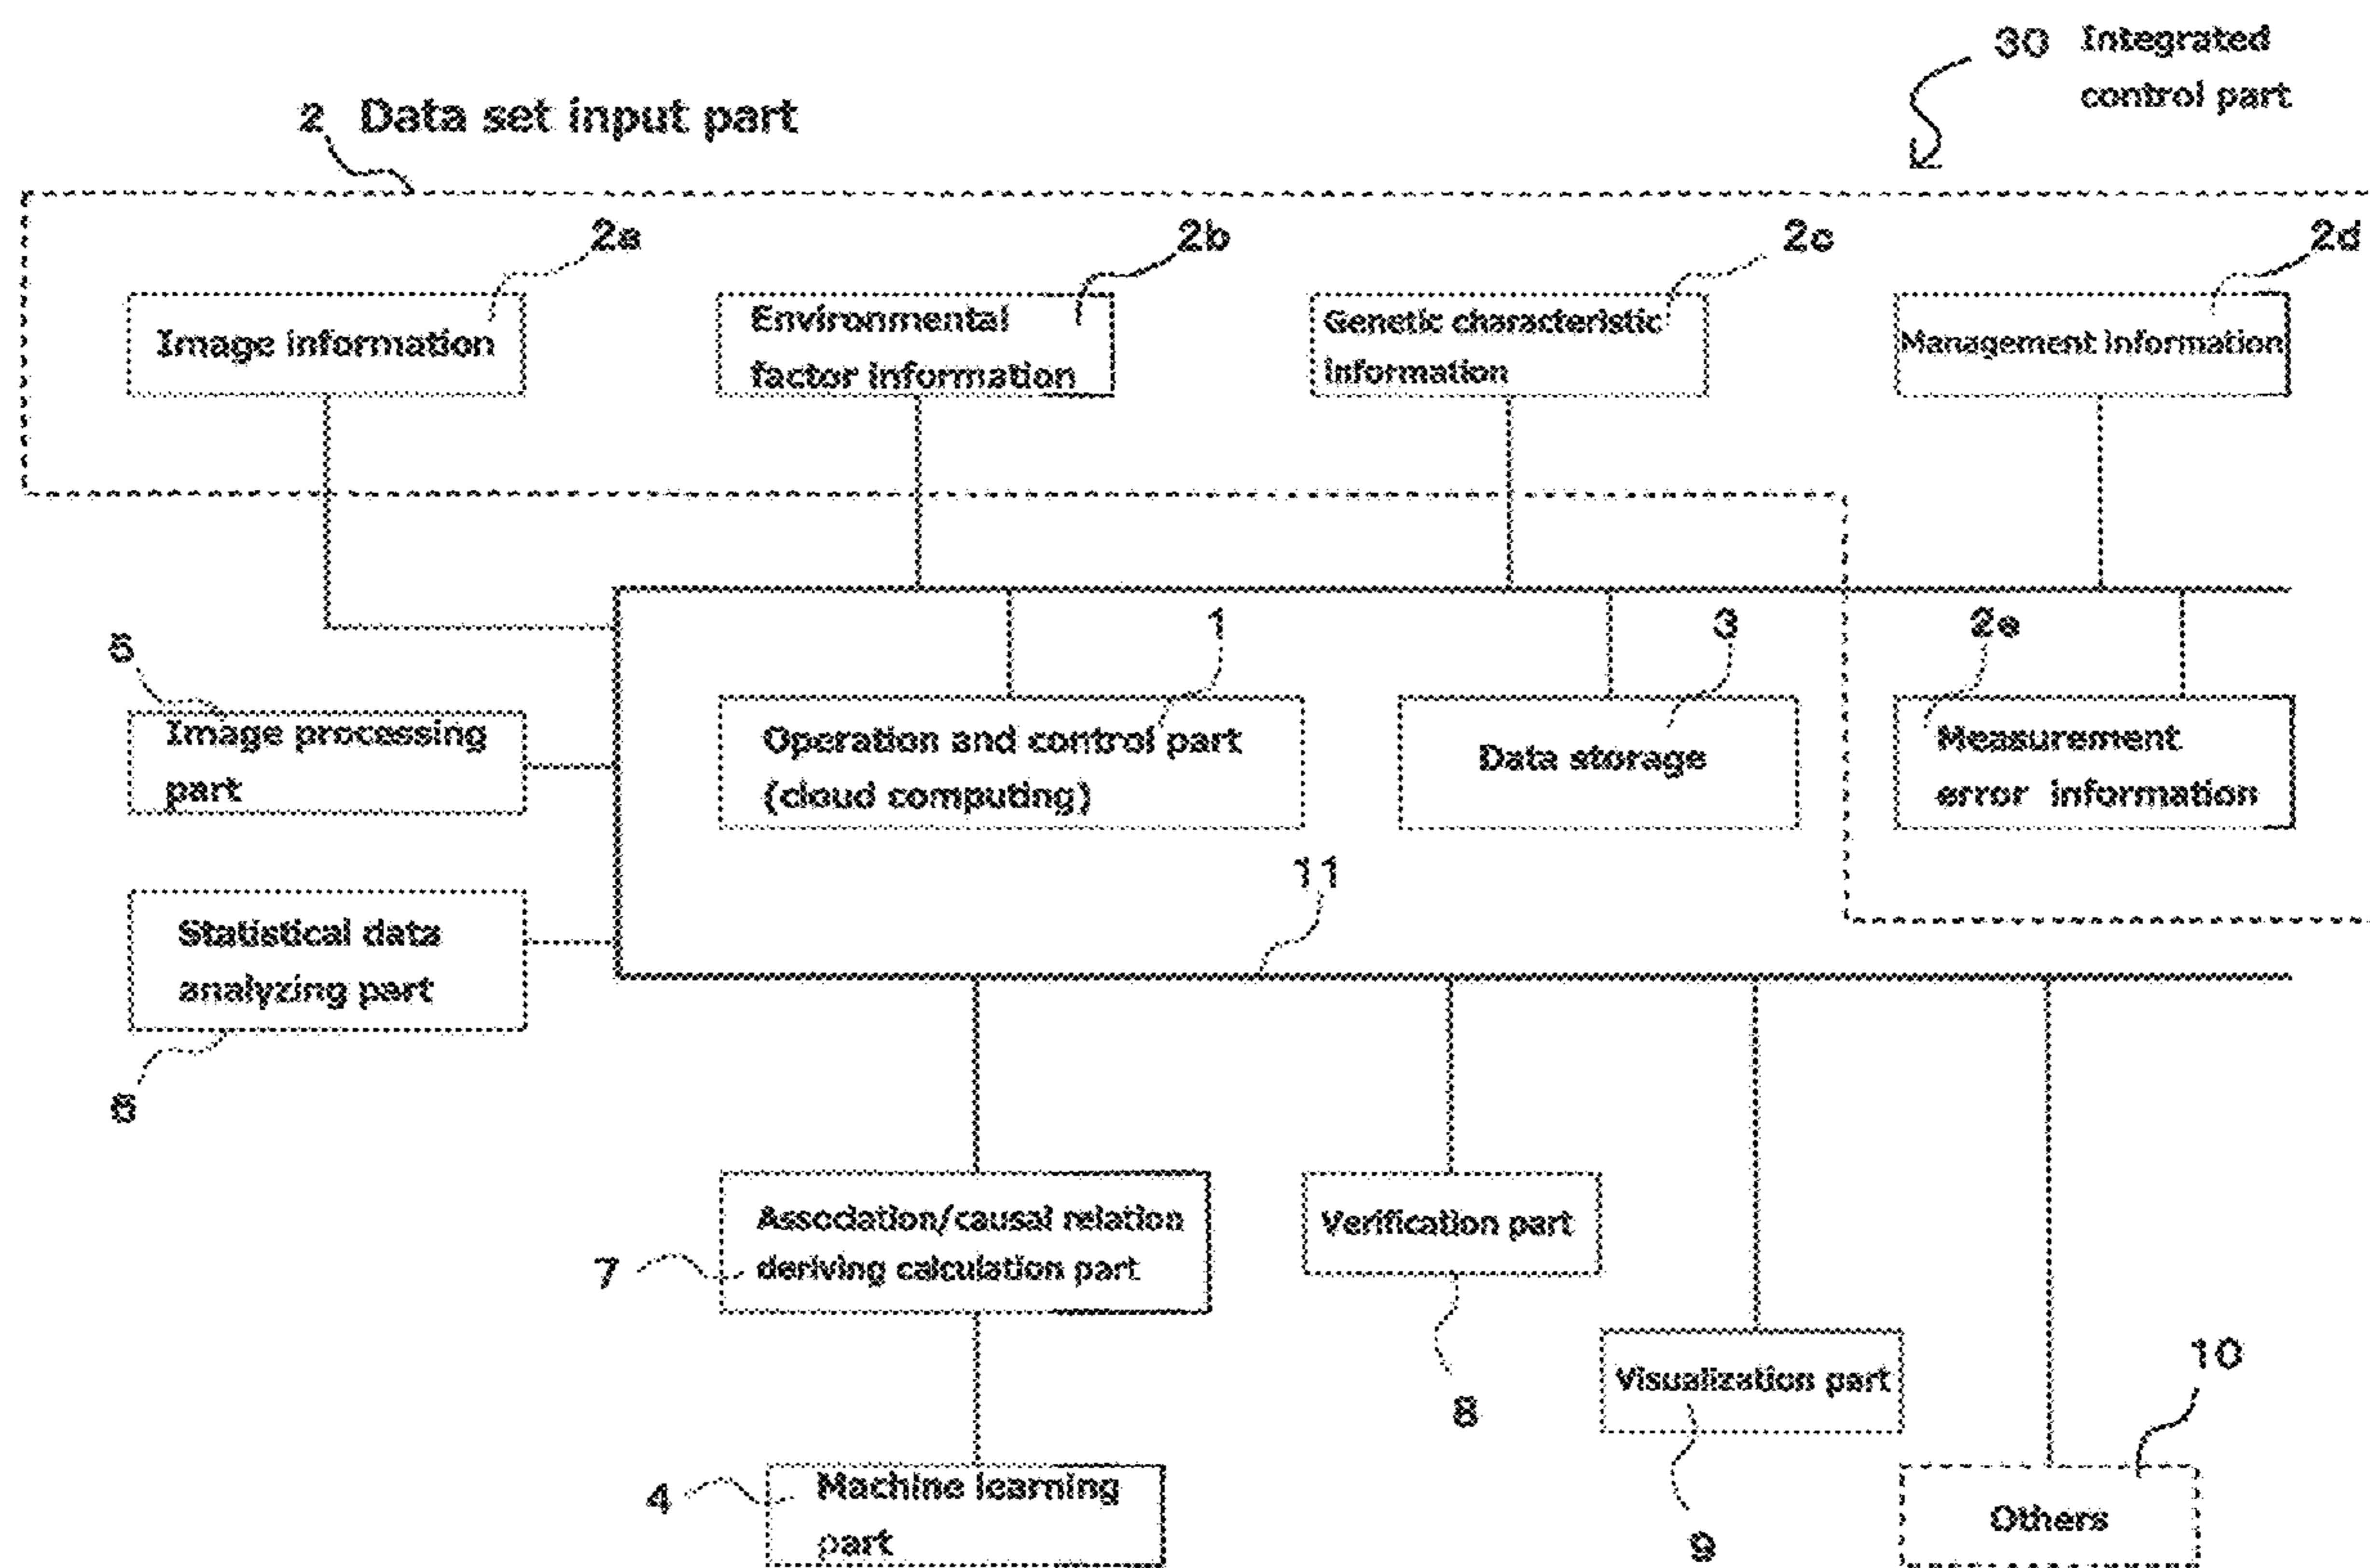 30 Integrated
control part
2 Data set input part
2a
2b
2c
2d
Image information
Environmental
factor information
Genetic characteristic
information
Management information
1
3
2e
5
Image processing
part
Operation and control part
(cloud computing)
Data storage
Measurement
error information
11
Statistical data
analyzing part
6
7
Association/causal relation
deriving calculation part
Verification part
8
Visualization part
9
10
Others
4
Machine learning
part